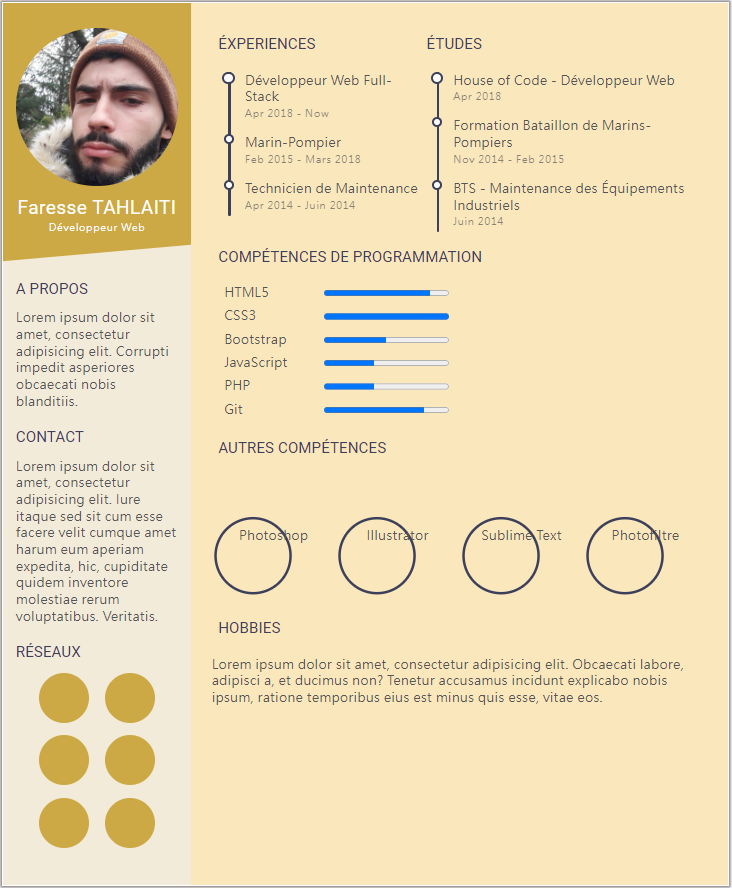 Faresse TAHLAITI
Développeur Web
A PROPOS
Lorem ipsum dolor sit
amet, consectetur
adipisicing elit. Corrupti
impedit asperiores
obcaecati nobis
blanditiis.
CONTACT
Lorem ipsum dolor sit
amet, consectetur
adipisicing elit. Iure
itaque sed sit cum esse
facere velit cumque amet
harum eum aperiam
expedita, hic, cupiditate
quidem inventore
molestiae rerum
voluptatibus. Veritatis.
RÉSEAUX
ÉXPERIENCES
Développeur Web Full-
Stack
Apr 2018 - Now
Marin-Pompier
Feb 2015 - Mars 2018
Technicien de Maintenance
Apr 2014 - Juin 2014
ÉTUDES
House of Code - Développeur Web
Apr 2018
Formation Bataillon de Marins-
Pompiers
Nov 2014 - Feb 2015
BTS - Maintenance des Équipements
Industriels
Juin 2014
COMPÉTENCES DE PROGRAMMATION
HTML5
CSS3
Bootstrap
JavaScript
PHP
Git
AUTRES COMPÉTENCES
Photoshop
Illustrator
Sublime Text
Photofiltre
HOBBIES
Lorem ipsum dolor sit amet, consectetur adipisicing elit. Obcaecati labore,
adipisci a, et ducimus non? Tenetur accusamus incidunt explicabo nobis
ipsum, ratione temporibus eius est minus quis esse, vitae eos.